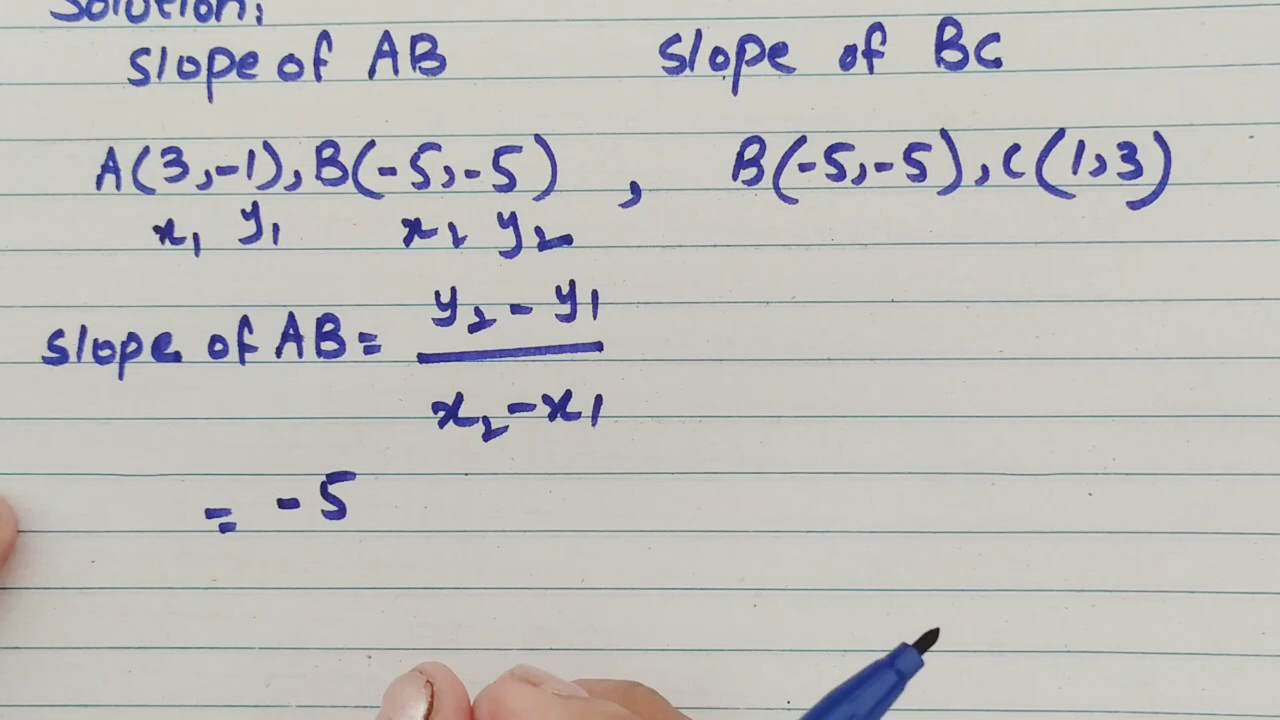 Solution:
slope of AB slope of BC
A(3,-1), B(-5,-5) , B(-5,-5), C(1,3)
x₁ y₁ x₂ y₂
y₂ - y₁
slope of AB =
x₂ - x₁
= -5